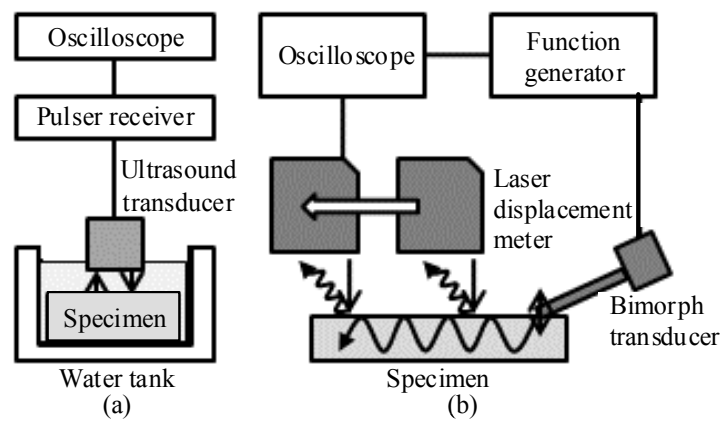 Oscilloscope
Pulser receiver
Ultrasound
transducer
Specimen
Water tank
(a)
Oscilloscope
Function
generator
Laser
displacement
meter
Bimorph
transducer
Specimen
(b)